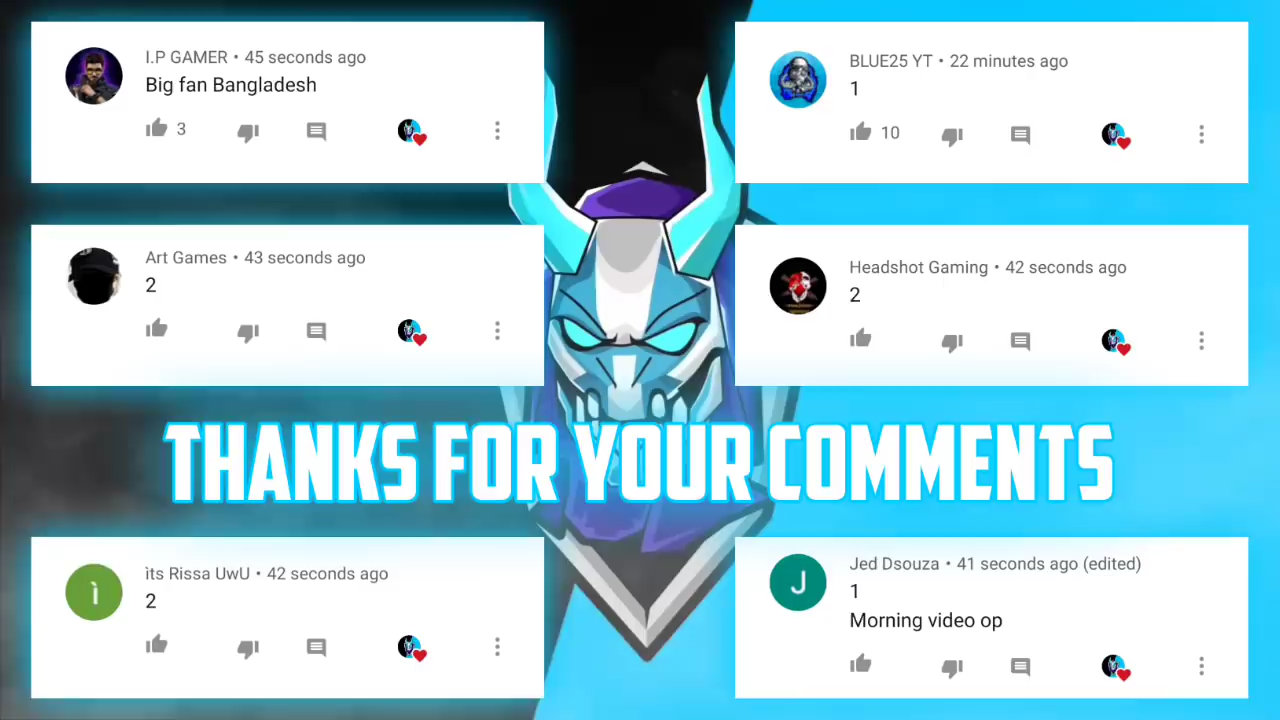 I.P GAMER • 45 seconds ago
Big fan Bangladesh
3
BLUE25 YT • 22 minutes ago
1
10
Art Games • 43 seconds ago
2
Headshot Gaming • 42 seconds ago
2
THANKS FOR YOUR COMMENTS
ìts Rissa UwU • 42 seconds ago
ì
2
J
Jed Dsouza • 41 seconds ago (edited)
1
Morning video op